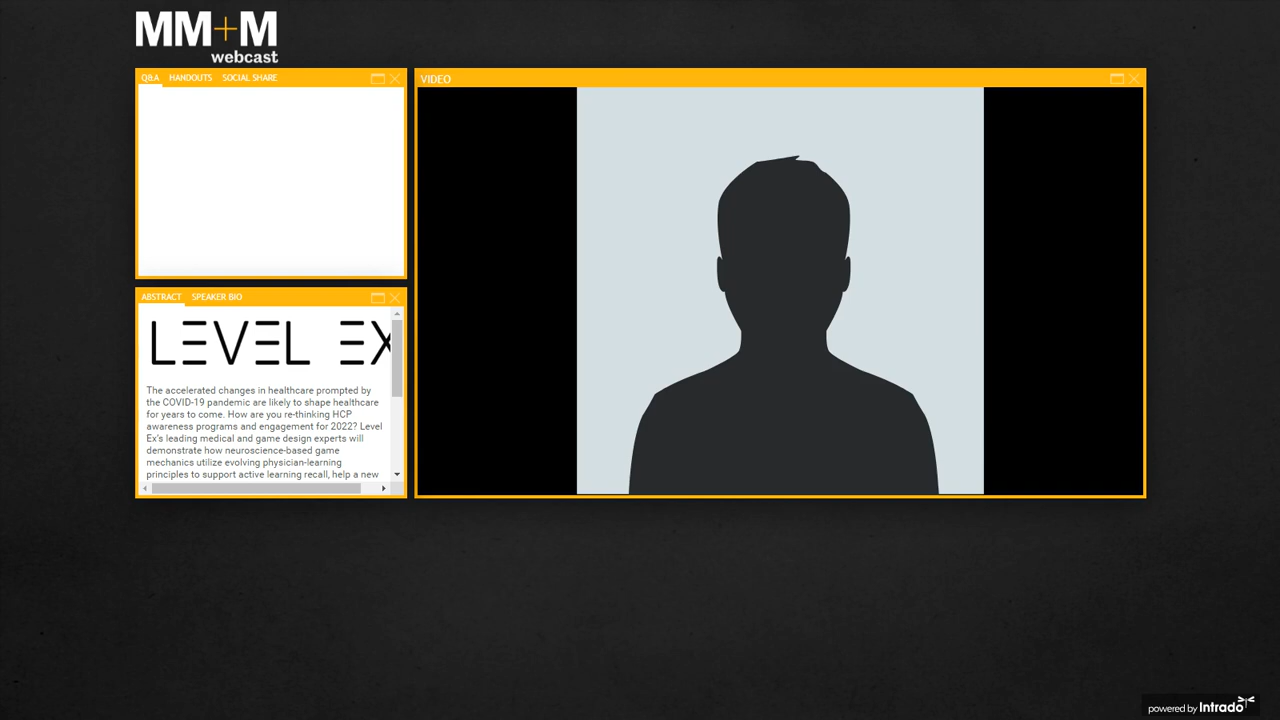 MM+M
webcast
Q&A HANDOUTS SOCIAL SHARE
VIDEO
ABSTRACT SPEAKER BIO
LEVEL EX
The accelerated changes in healthcare prompted by
the COVID-19 pandemic are likely to shape healthcare
for years to come. How are you re-thinking HCP
awareness programs and engagement for 2022? Level
Ex's leading medical and game design experts will
demonstrate how neuroscience-based game
mechanics utilize evolving physician-learning
principles to support active learning recall, help a new
powered by Intrado